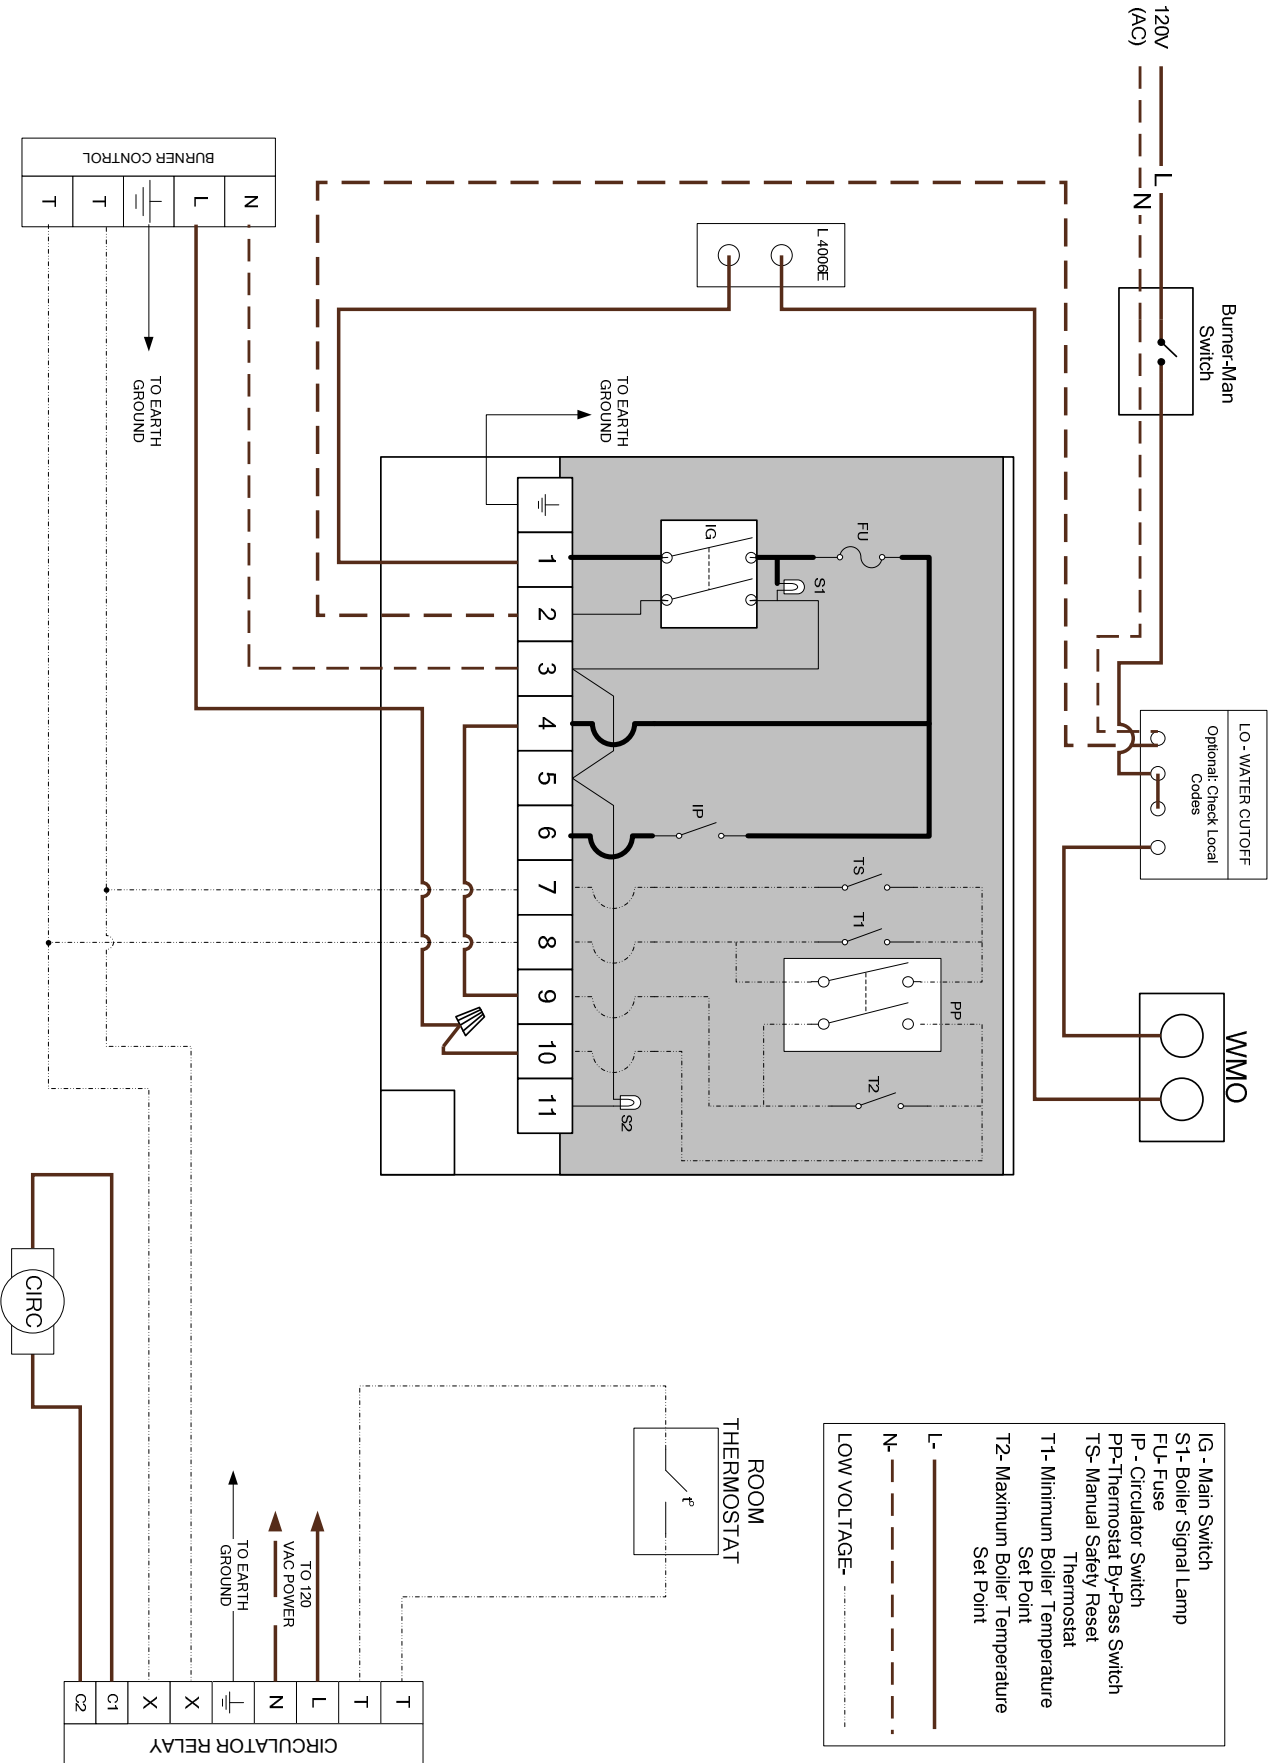 120V
(AC)
L
N
Burner-Man
Switch
LO - WATER CUTOFF
Optional: Check Local
Codes
WMO
L 4006E
BURNER CONTROL
N
L
T
T
TO EARTH
GROUND
TO EARTH
GROUND
1
2
3
4
5
6
7
8
9
10
11
IG
FU
S1
IP
TS
T1
PP
T2
S2
IG - Main Switch
S1- Boiler Signal Lamp
FU- Fuse
IP - Circulator Switch
PP-Thermostat By-Pass Switch
TS- Manual Safety Reset
Thermostat
T1- Minimum Boiler Temperature
Set Point
T2- Maximum Boiler Temperature
Set Point
L-
N-
LOW VOLTAGE-
ROOM
THERMOSTAT
t°
CIRC
TO 120
VAC POWER
TO EARTH
GROUND
T
T
L
N
X
X
C1
C2
CIRCULATOR RELAY